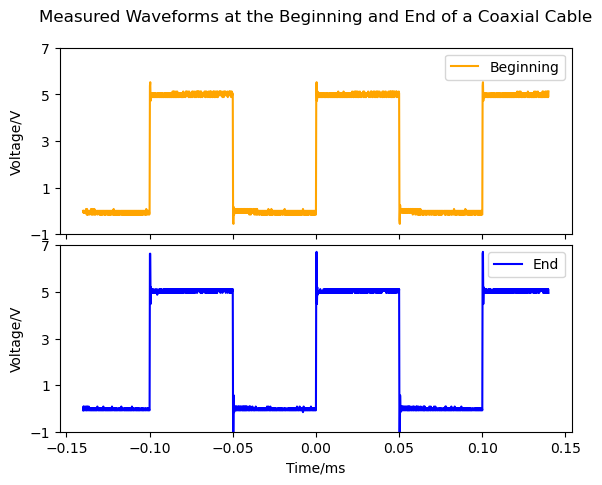 Measured Waveforms at the Beginning and End of a Coaxial Cable
7
5
3
1
−1
Voltage/V
Beginning
7
5
3
1
−1
Voltage/V
End
−0.15 −0.10 −0.05 0.00 0.05 0.10 0.15
Time/ms